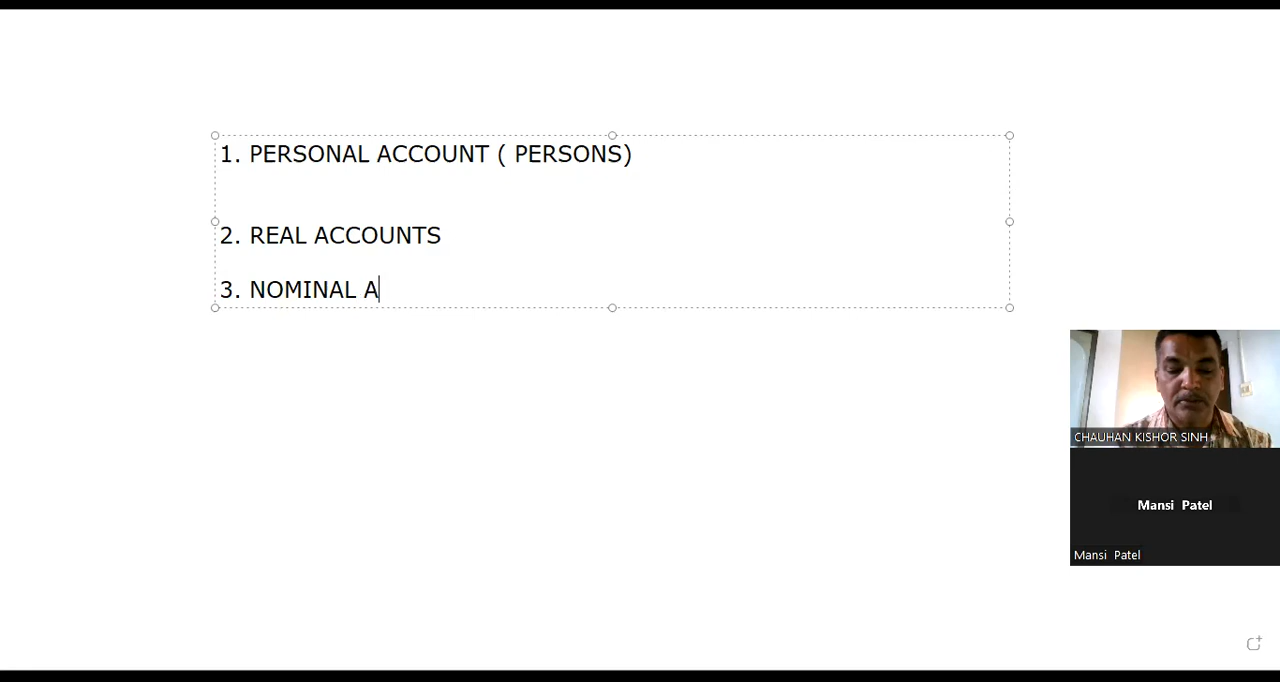 1. PERSONAL ACCOUNT ( PERSONS)
2. REAL ACCOUNTS
3. NOMINAL A
CHAUHAN KISHOR SINH
Mansi Patel
Mansi Patel